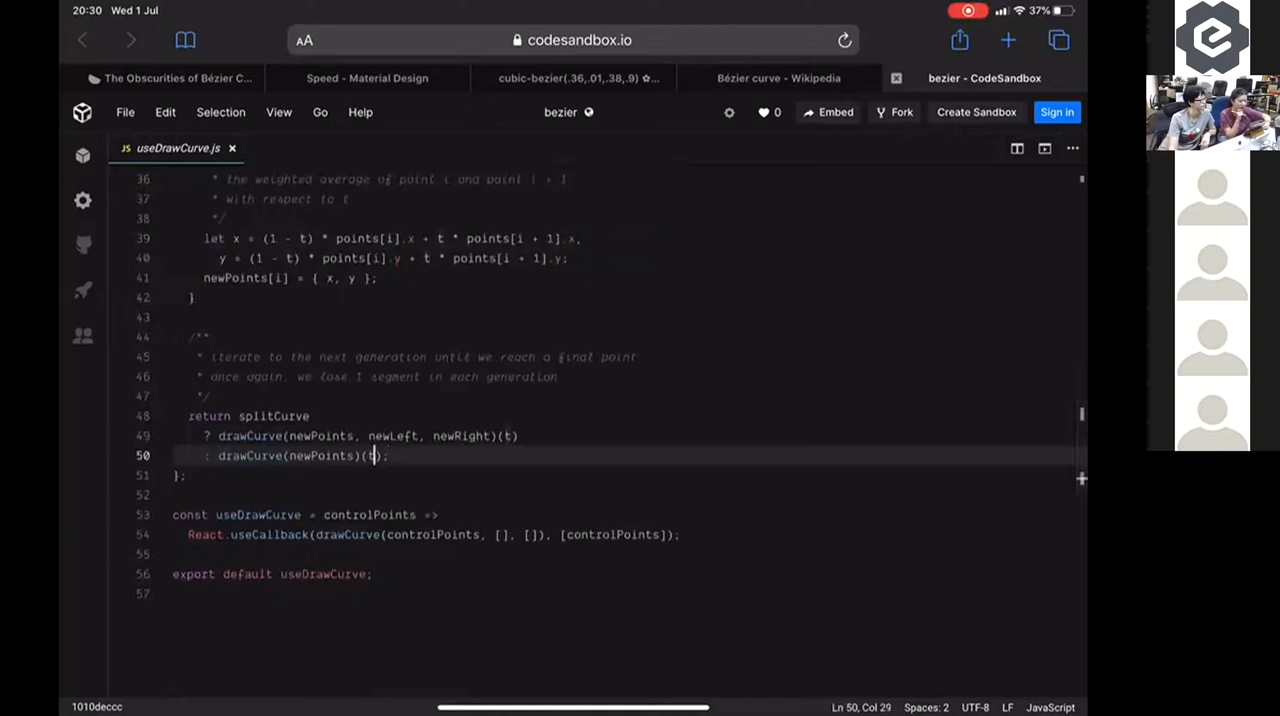 20:30 Wed 1 Jul 37%
AA codesandbox.io
The Obscurities of Bézier C... Speed - Material Design cubic-bezier(.36,.01,.38,.9) ✿... Bézier curve - Wikipedia bezier - CodeSandbox
File Edit Selection View Go Help bezier 0 Embed Fork Create Sandbox Sign in
JS useDrawCurve.js
36 * the weighted average of point i and point i + 1
37 * with respect to t
38 */
39 let x = (1 - t) * points[i].x + t * points[i + 1].x,
40 y = (1 - t) * points[i].y + t * points[i + 1].y;
41 newPoints[i] = { x, y };
42 }
43
44 /**
45 * iterate to the next generation until we reach a final point
46 * once again, we lose 1 segment in each generation
47 */
48 return splitCurve
49 ? drawCurve(newPoints, newLeft, newRight)(t)
50 : drawCurve(newPoints)(t);
51 };
52
53 const useDrawCurve = controlPoints =>
54 React.useCallback(drawCurve(controlPoints, [], []), [controlPoints]);
55
56 export default useDrawCurve;
57
1010deccc Ln 50, Col 29 Spaces: 2 UTF-8 LF JavaScript